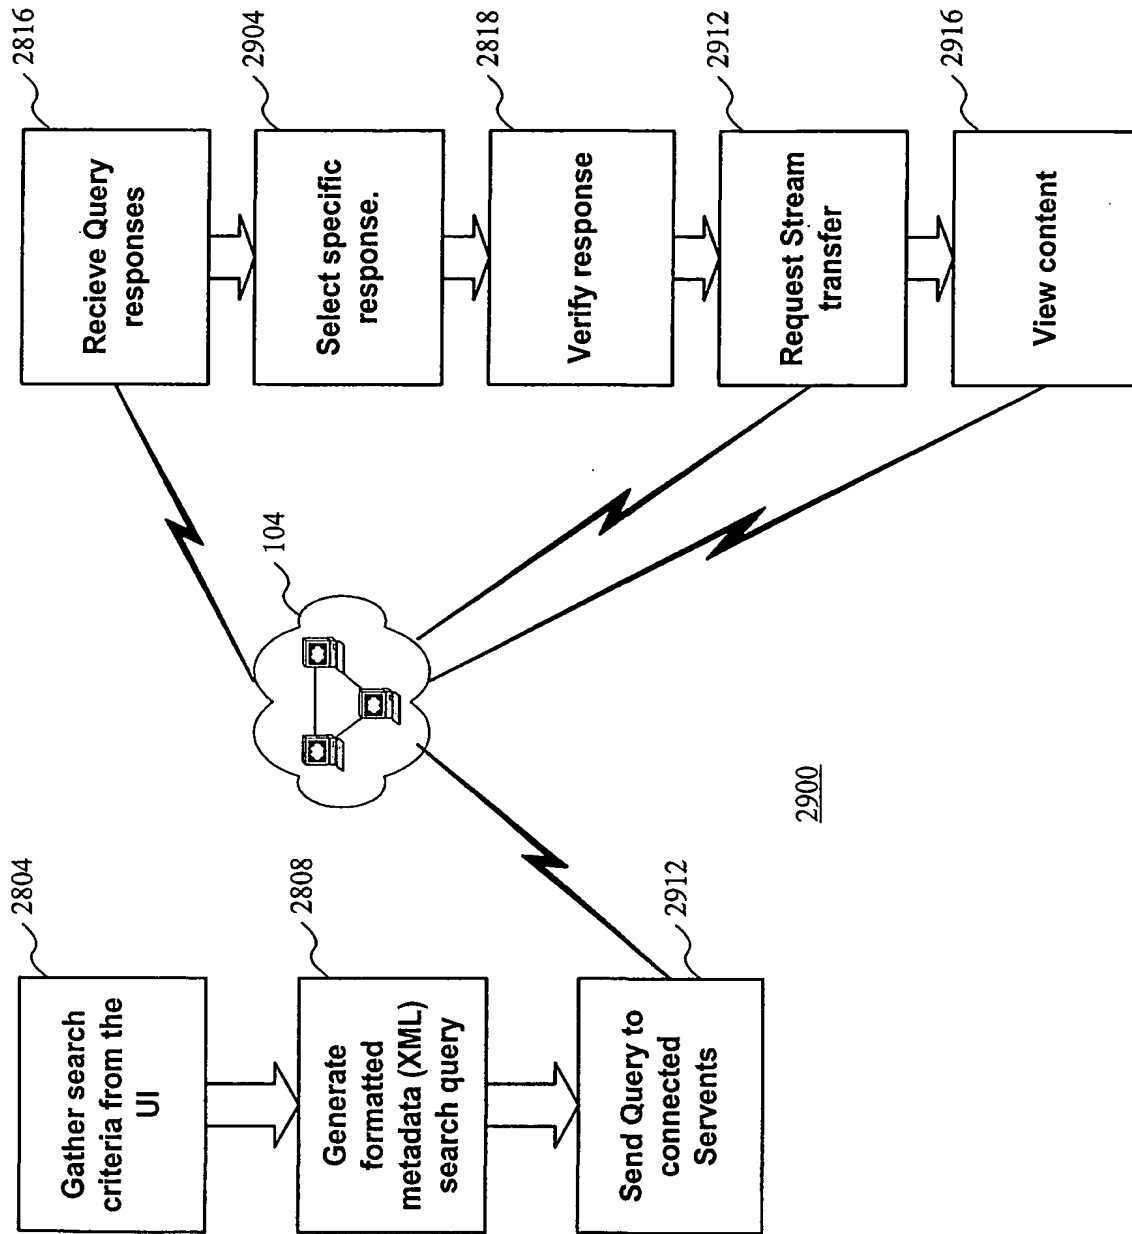 2804
Gather search
criteria from the
UI
2808
Generate
formatted
metadata (XML)
search query
2912
Send Query to
connected
Servents
104
2900
2816
Recieve Query
responses
2904
Select specific
response.
2818
Verify response
2912
Request Stream
transfer
2916
View content